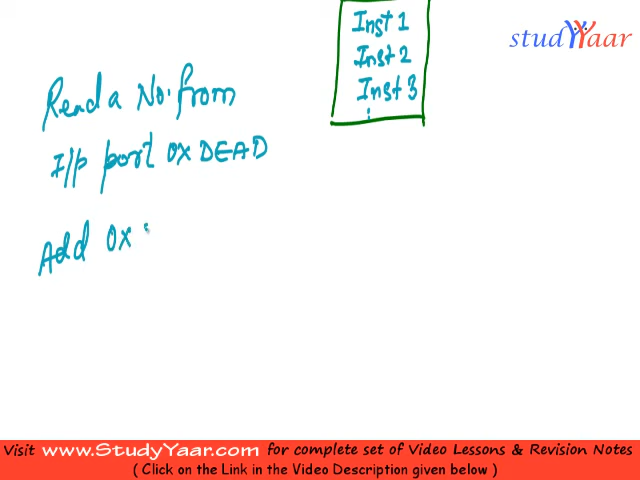 Inst 1
Inst 2
Inst 3
studYYaar
Read a No. from
I/p port 0X DEAD
Add 0X
Visit www.StudyYaar.com for complete set of Video Lessons & Revision Notes
( Click on the Link in the Video Description given below )